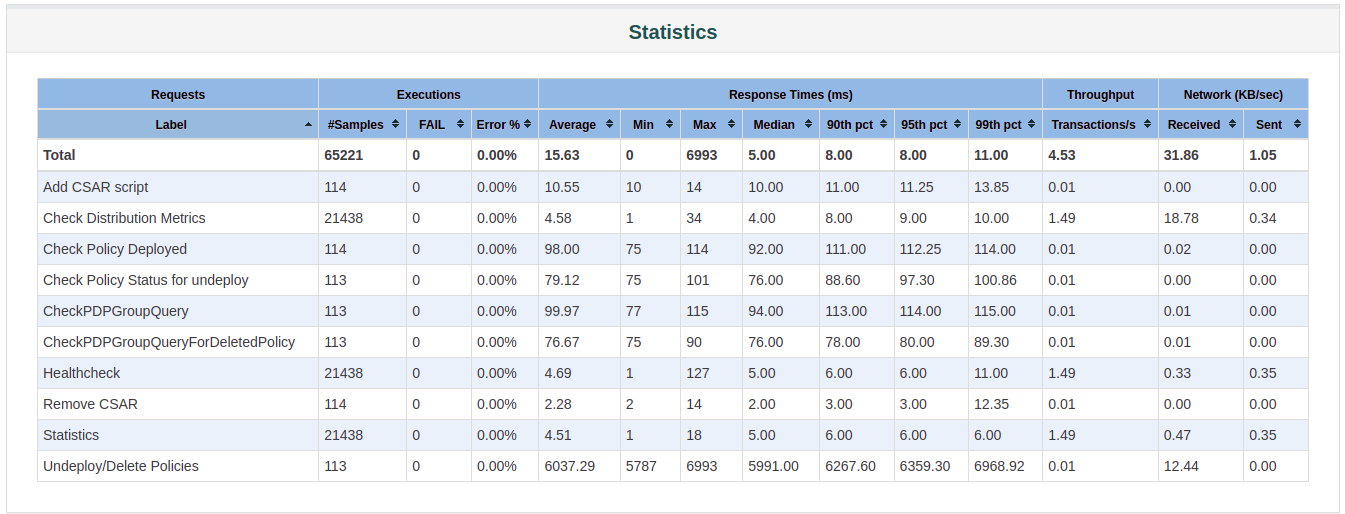 Statistics
Requests Executions Response Times (ms) Throughput Network (KB/sec)
Label #Samples FAIL Error % Average Min Max Median 90th pct 95th pct 99th pct Transactions/s Received Sent
Total 65221 0 0.00% 15.63 0 6993 5.00 8.00 8.00 11.00 4.53 31.86 1.05
Add CSAR script 114 0 0.00% 10.55 10 14 10.00 11.00 11.25 13.85 0.01 0.00 0.00
Check Distribution Metrics 21438 0 0.00% 4.58 1 34 4.00 8.00 9.00 10.00 1.49 18.78 0.34
Check Policy Deployed 114 0 0.00% 98.00 75 114 92.00 111.00 112.25 114.00 0.01 0.02 0.00
Check Policy Status for undeploy 113 0 0.00% 79.12 75 101 76.00 88.60 97.30 100.86 0.01 0.00 0.00
CheckPDPGroupQuery 113 0 0.00% 99.97 77 115 94.00 113.00 114.00 115.00 0.01 0.01 0.00
CheckPDPGroupQueryForDeletedPolicy 113 0 0.00% 76.67 75 90 76.00 78.00 80.00 89.30 0.01 0.01 0.00
Healthcheck 21438 0 0.00% 4.69 1 127 5.00 6.00 6.00 11.00 1.49 0.33 0.35
Remove CSAR 114 0 0.00% 2.28 2 14 2.00 3.00 3.00 12.35 0.01 0.00 0.00
Statistics 21438 0 0.00% 4.51 1 18 5.00 6.00 6.00 6.00 1.49 0.47 0.35
Undeploy/Delete Policies 113 0 0.00% 6037.29 5787 6993 5991.00 6267.60 6359.30 6968.92 0.01 12.44 0.00